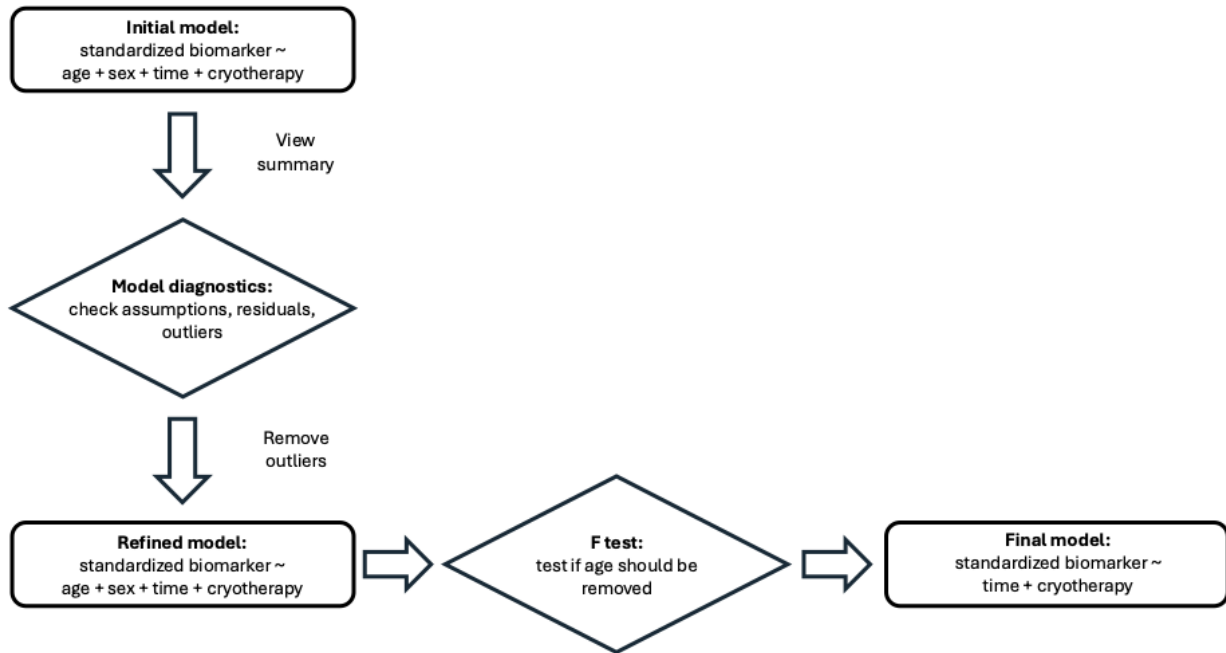 Initial model:
standardized biomarker ~
age + sex + time + cryotherapy
View
summary
Model diagnostics:
check assumptions, residuals,
outliers
Remove
outliers
Refined model:
standardized biomarker ~
age + sex + time + cryotherapy
F test:
test if age should be
removed
Final model:
standardized biomarker ~
time + cryotherapy